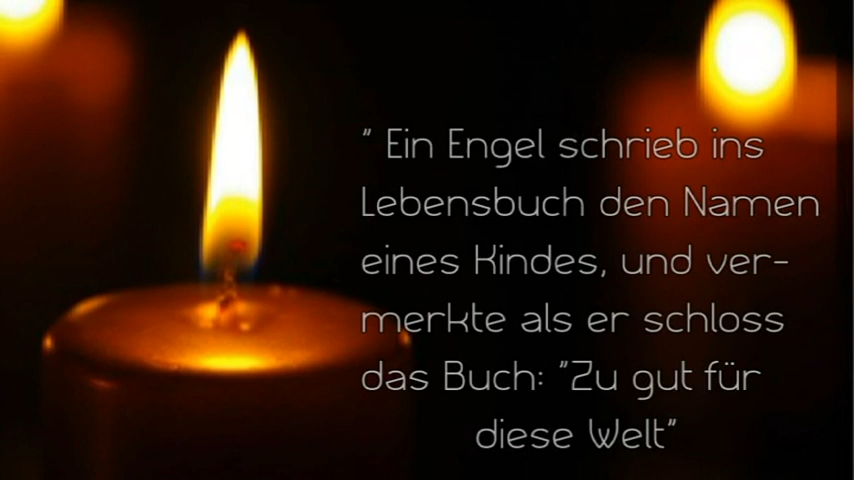 " Ein Engel schrieb ins
Lebensbuch den Namen
eines Kindes, und ver-
merkte als er schloss
das Buch: "Zu gut für
diese Welt"